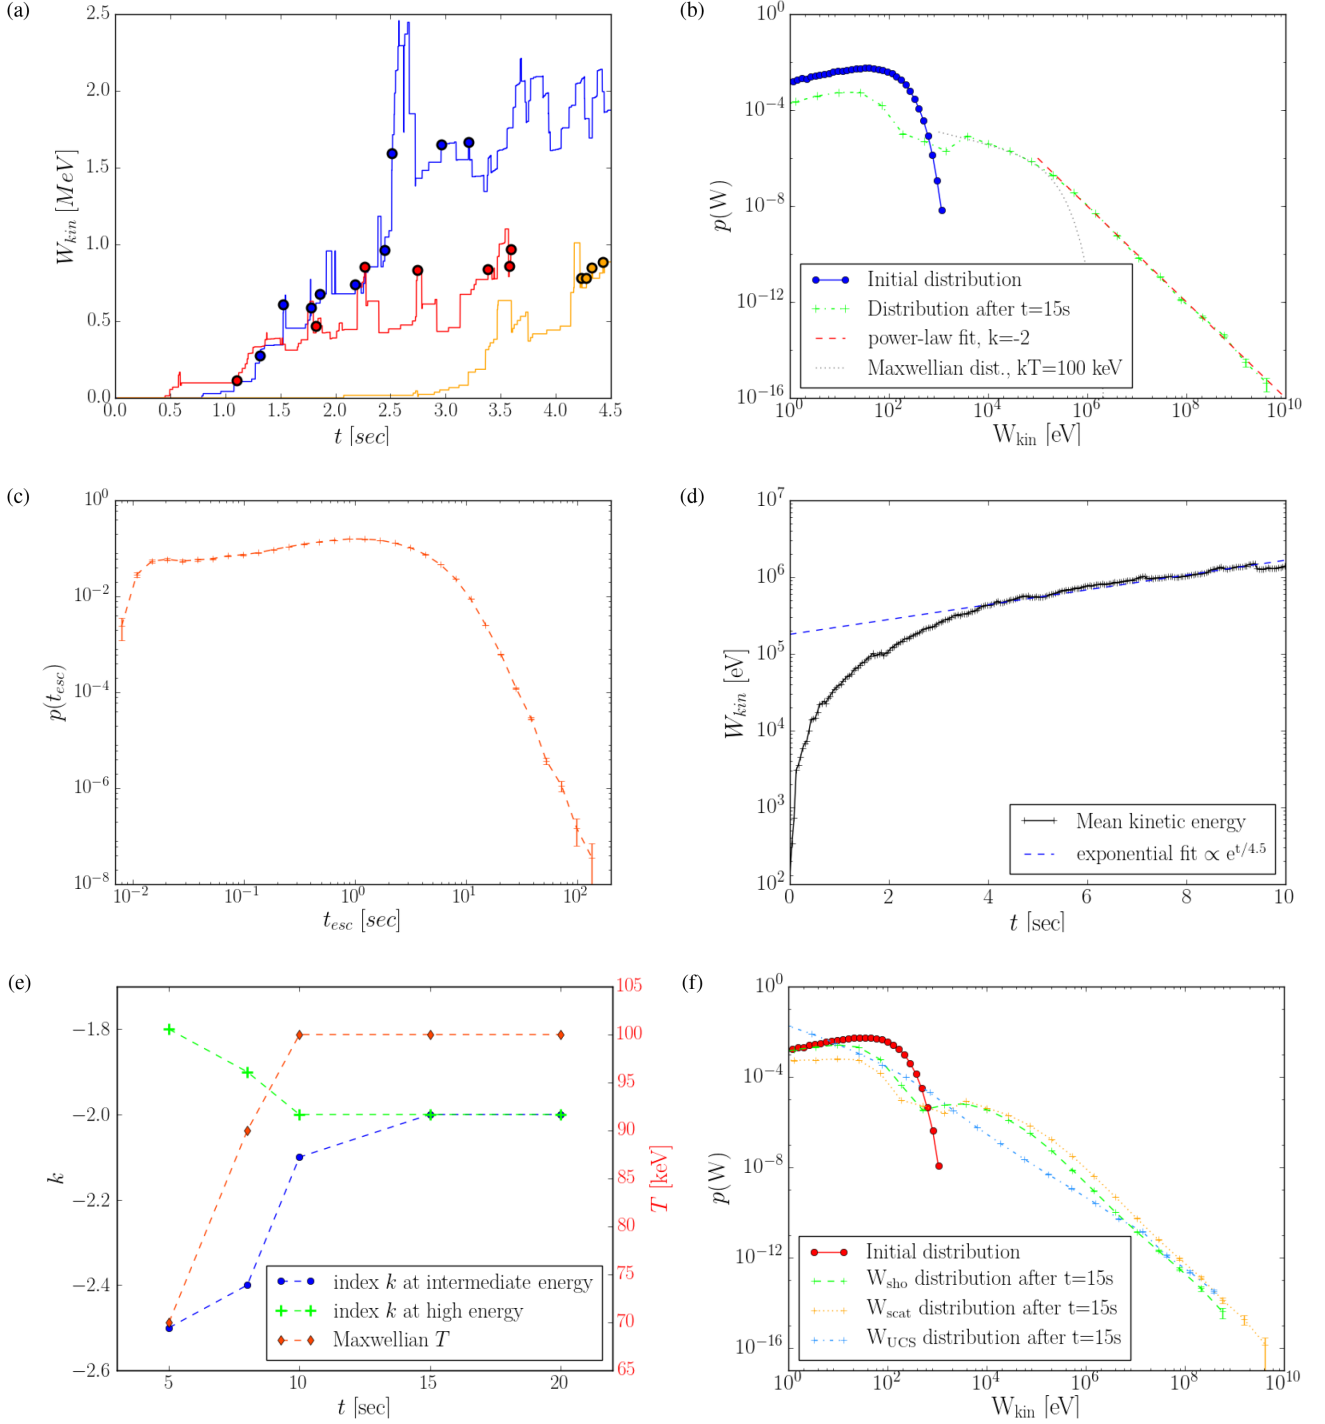 (a)
2.5
2.0
1.5
1.0
0.5
0.0
W_kin [MeV]
0.0 0.5 1.0 1.5 2.0 2.5 3.0 3.5 4.0 4.5
t [sec]
(b)
10^0
10^-4
10^-8
10^-12
10^-16
p(W)
Initial distribution
Distribution after t=15s
power-law fit, k=-2
Maxwellian dist., kT=100 keV
10^0 10^2 10^4 10^6 10^8 10^10
W_kin [eV]
(c)
10^0
10^-2
10^-4
10^-6
10^-8
p(t_esc)
10^-2 10^-1 10^0 10^1 10^2
t_esc [sec]
(d)
10^7
10^6
10^5
10^4
10^3
10^2
W_kin [eV]
Mean kinetic energy
exponential fit ∝ e^t/4.5
0 2 4 6 8 10
t [sec]
(e)
−1.8
−2.0
−2.2
−2.4
−2.6
k
105
100
95
90
85
80
75
70
65
T [keV]
index k at intermediate energy
index k at high energy
Maxwellian T
5 10 15 20
t [sec]
(f)
10^0
10^-4
10^-8
10^-12
10^-16
p(W)
Initial distribution
W_sho distribution after t=15s
W_scat distribution after t=15s
W_UCS distribution after t=15s
10^0 10^2 10^4 10^6 10^8 10^10
W_kin [eV]